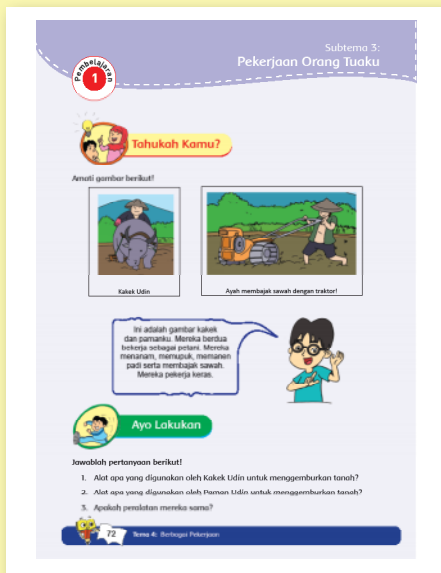 Subtema 3:
Pekerjaan Orang Tuaku
Pembelajaran
1
Tahukah Kamu?
Amati gambar berikut!
Kakek Udin
Ayah membajak sawah dengan traktor!
Ini adalah gambar kakek
dan pamanku. Mereka berdua
bekerja sebagai petani. Mereka
menanam, memupuk, memanen
padi serta membajak sawah.
Mereka pekerja keras.
Ayo Lakukan
Jawablah pertanyaan berikut!
1. Alat apa yang digunakan oleh Kakek Udin untuk menggemburkan tanah?
2. Alat apa yang digunakan oleh Paman Udin untuk menggemburkan tanah?
3. Apakah peralatan mereka sama?
72
Tema 4: Berbagai Pekerjaan